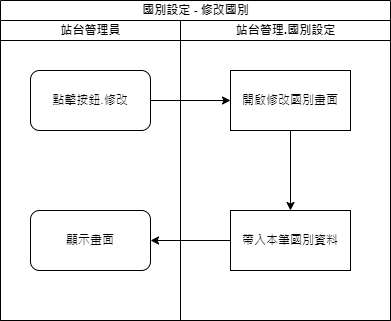 國別設定 - 修改國別
站台管理員
站台管理.國別設定
點擊按鈕.修改
開啟修改國別畫面
顯示畫面
帶入本筆國別資料